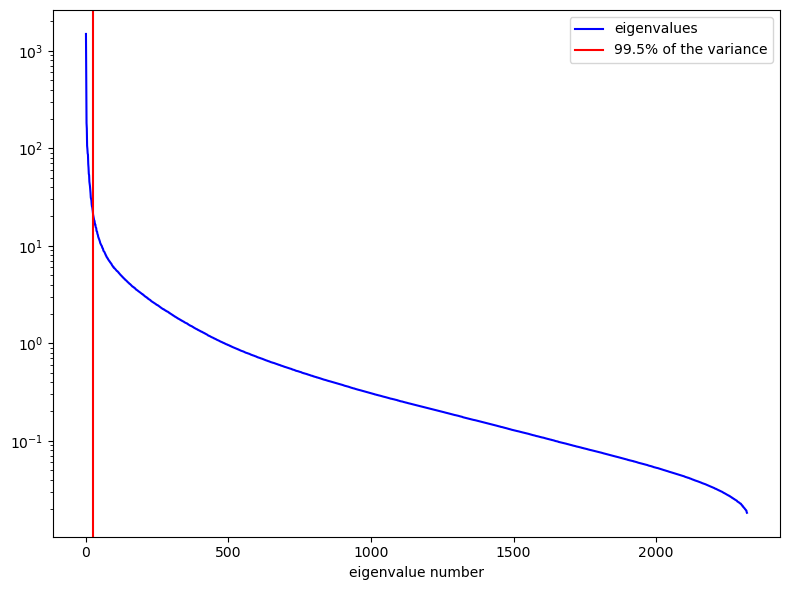 eigenvalues
99.5% of the variance
10³
10²
10¹
10⁰
10⁻¹
0 500 1000 1500 2000
eigenvalue number